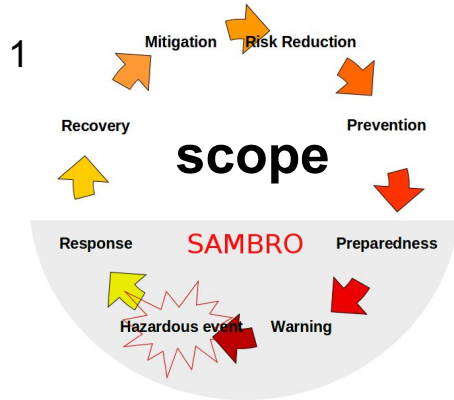 1
Mitigation
Risk Reduction
Recovery
Prevention
scope
Response
SAMBRO
Preparedness
Hazardous event
Warning